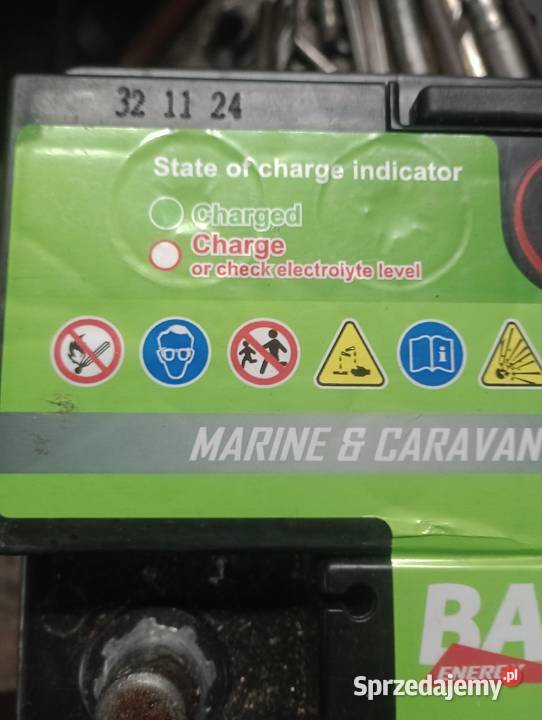 32 11 24
State of charge indicator
Charged
Charge
or check electrolyte level
MARINE & CARAVAN
BA
ENERGY
Sprzedajemy.pl